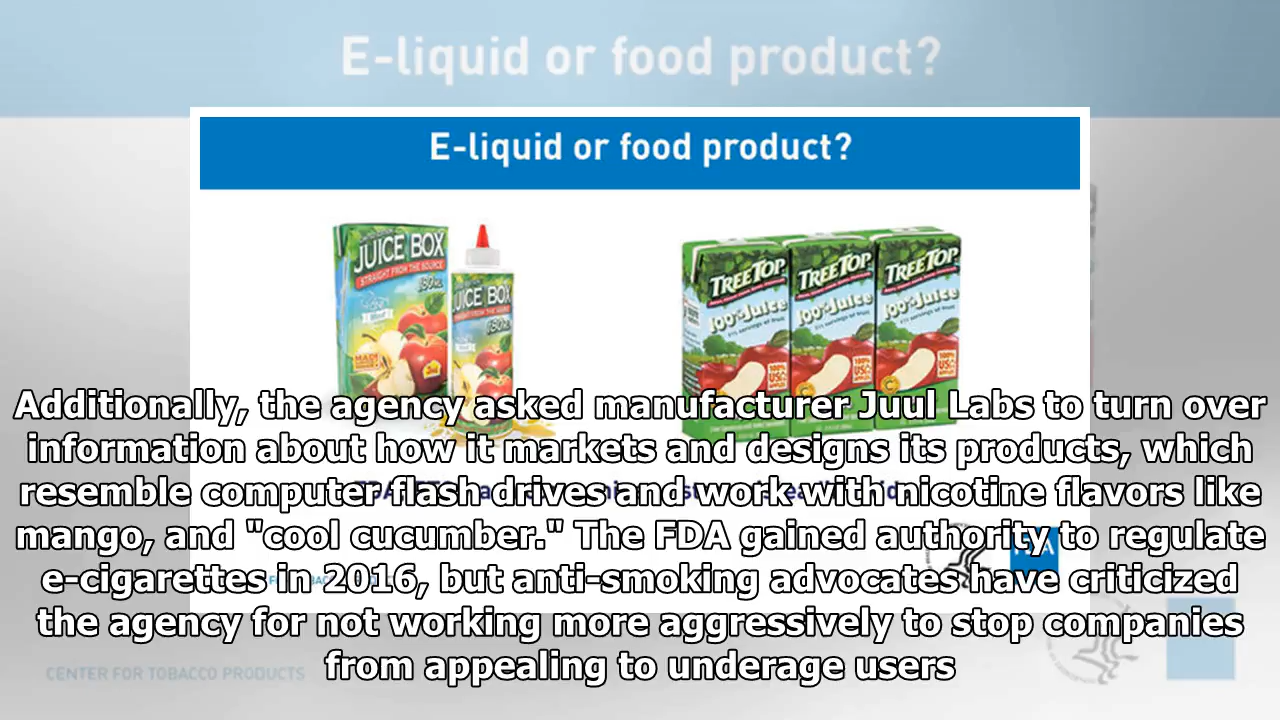 E-liquid or food product?
E-liquid or food product?
JUICE BOX
STRAIGHT FROM THE SOURCE
JUICE BOX
TREE TOP
TREE TOP
TREE TOP
100% Juice
100% Juice
100% Juice
Additionally, the agency asked manufacturer Juul Labs to turn over
information about how it markets and designs its products, which
resemble computer flash drives and work with nicotine flavors like
mango, and "cool cucumber." The FDA gained authority to regulate
e-cigarettes in 2016, but anti-smoking advocates have criticized
the agency for not working more aggressively to stop companies
from appealing to underage users
CENTER FOR TOBACCO PRODUCTS